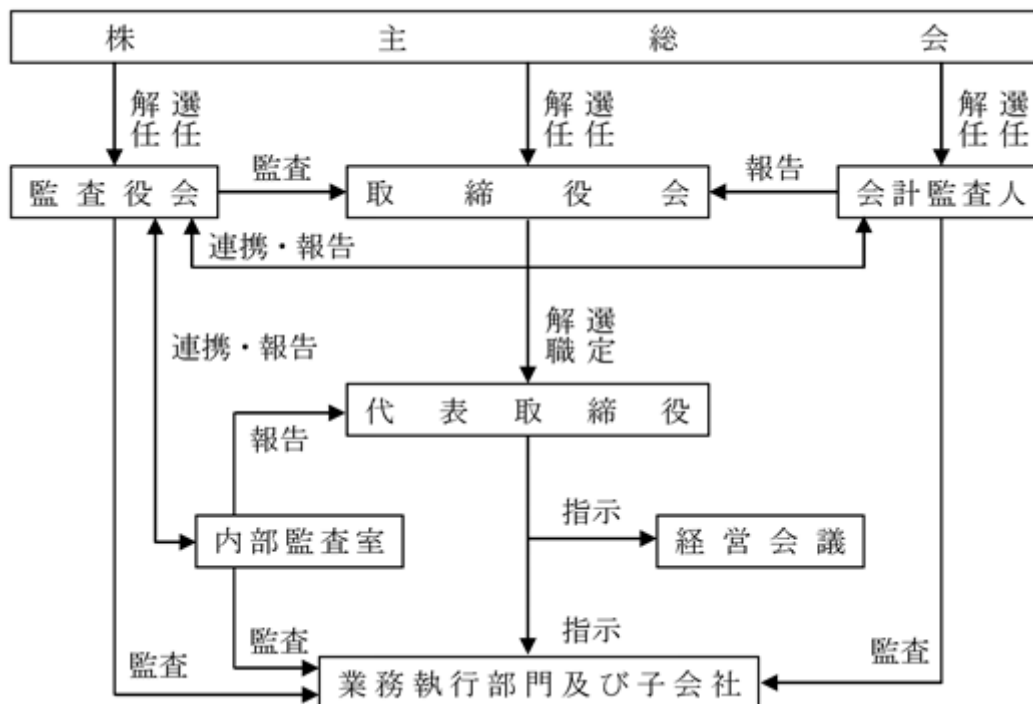 株主総会
選任
解任
選任
解任
選任
解任
監査役会
監査
取締役会
報告
会計監査人
連携・報告
選定
解職
連携・報告
代表取締役
報告
内部監査室
指示
経営会議
監査
指示
監査
監査
業務執行部門及び子会社